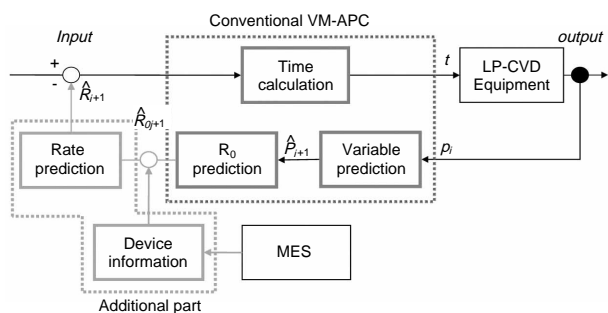 Conventional VM-APC
Input
output
+
-
R̂i+1
Time
calculation
t
LP-CVD
Equipment
R̂0j+1
Rate
prediction
R0
prediction
P̂i+1
Variable
prediction
pi
Device
information
MES
Additional part